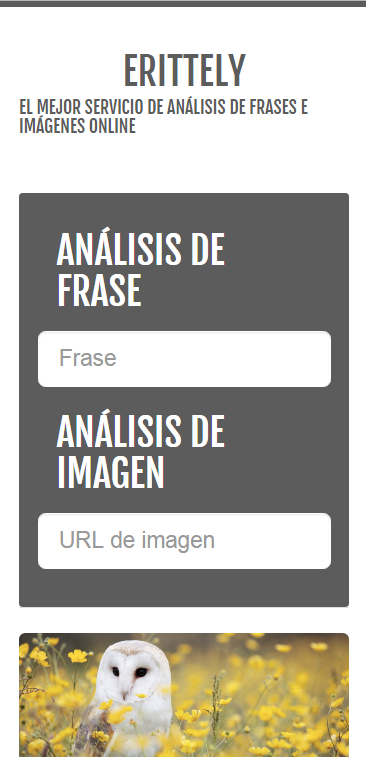 ERITTELY
EL MEJOR SERVICIO DE ANÁLISIS DE FRASES E
IMÁGENES ONLINE
ANÁLISIS DE
FRASE
Frase
ANÁLISIS DE
IMAGEN
URL de imagen